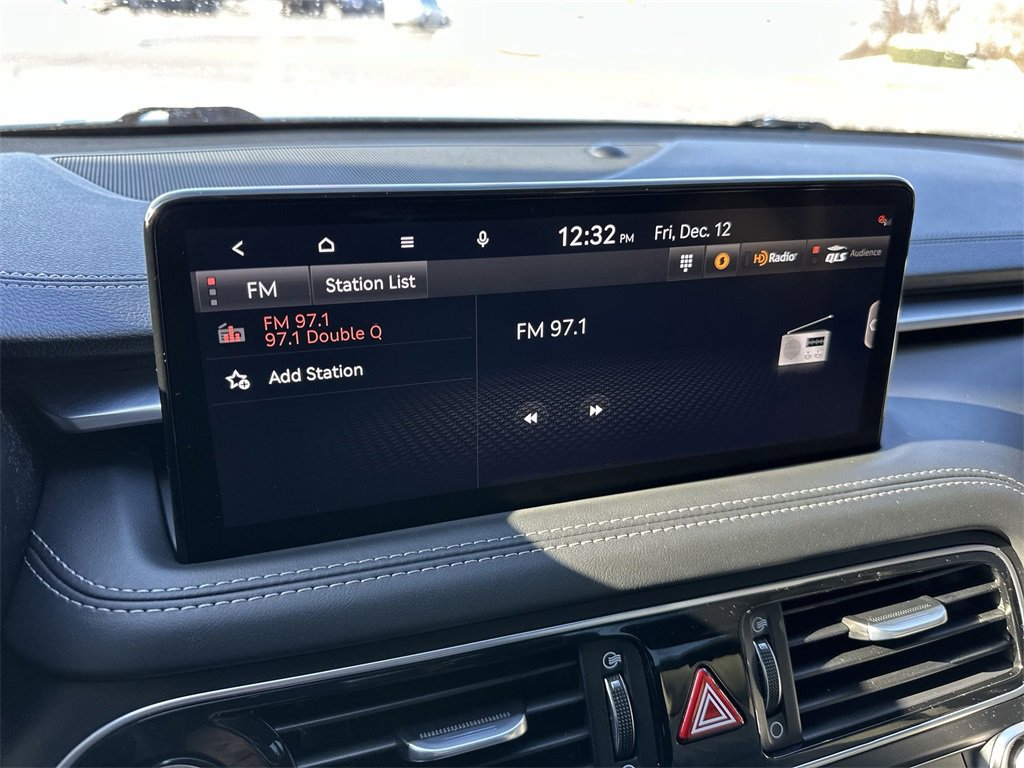 12:32 PM Fri, Dec. 12
FM Station List HD Radio QLS Audience
FM 97.1
97.1 Double Q
Add Station
FM 97.1